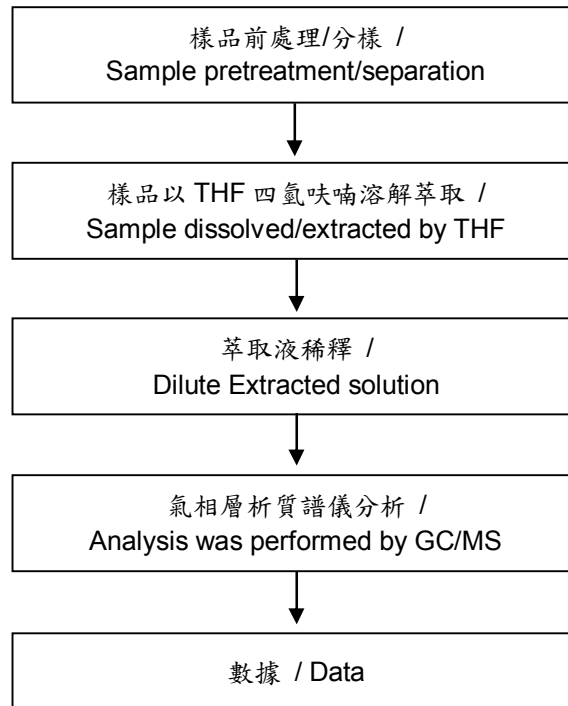 樣品前處理/分樣 /
Sample pretreatment/separation
樣品以 THF 四氫呋喃溶解萃取 /
Sample dissolved/extracted by THF
萃取液稀釋 /
Dilute Extracted solution
氣相層析質譜儀分析 /
Analysis was performed by GC/MS
數據 / Data